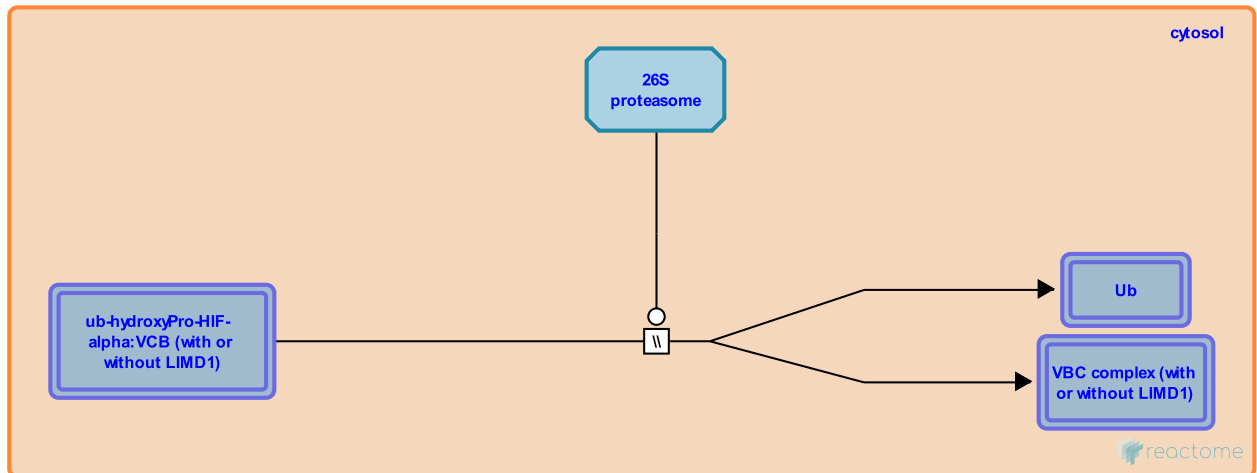 cytosol
26S
proteasome
ub-hydroxyPro-HIF-
alpha:VCB (with or
without LIMD1)
\\
Ub
VBC complex (with
or without LIMD1)
reactome